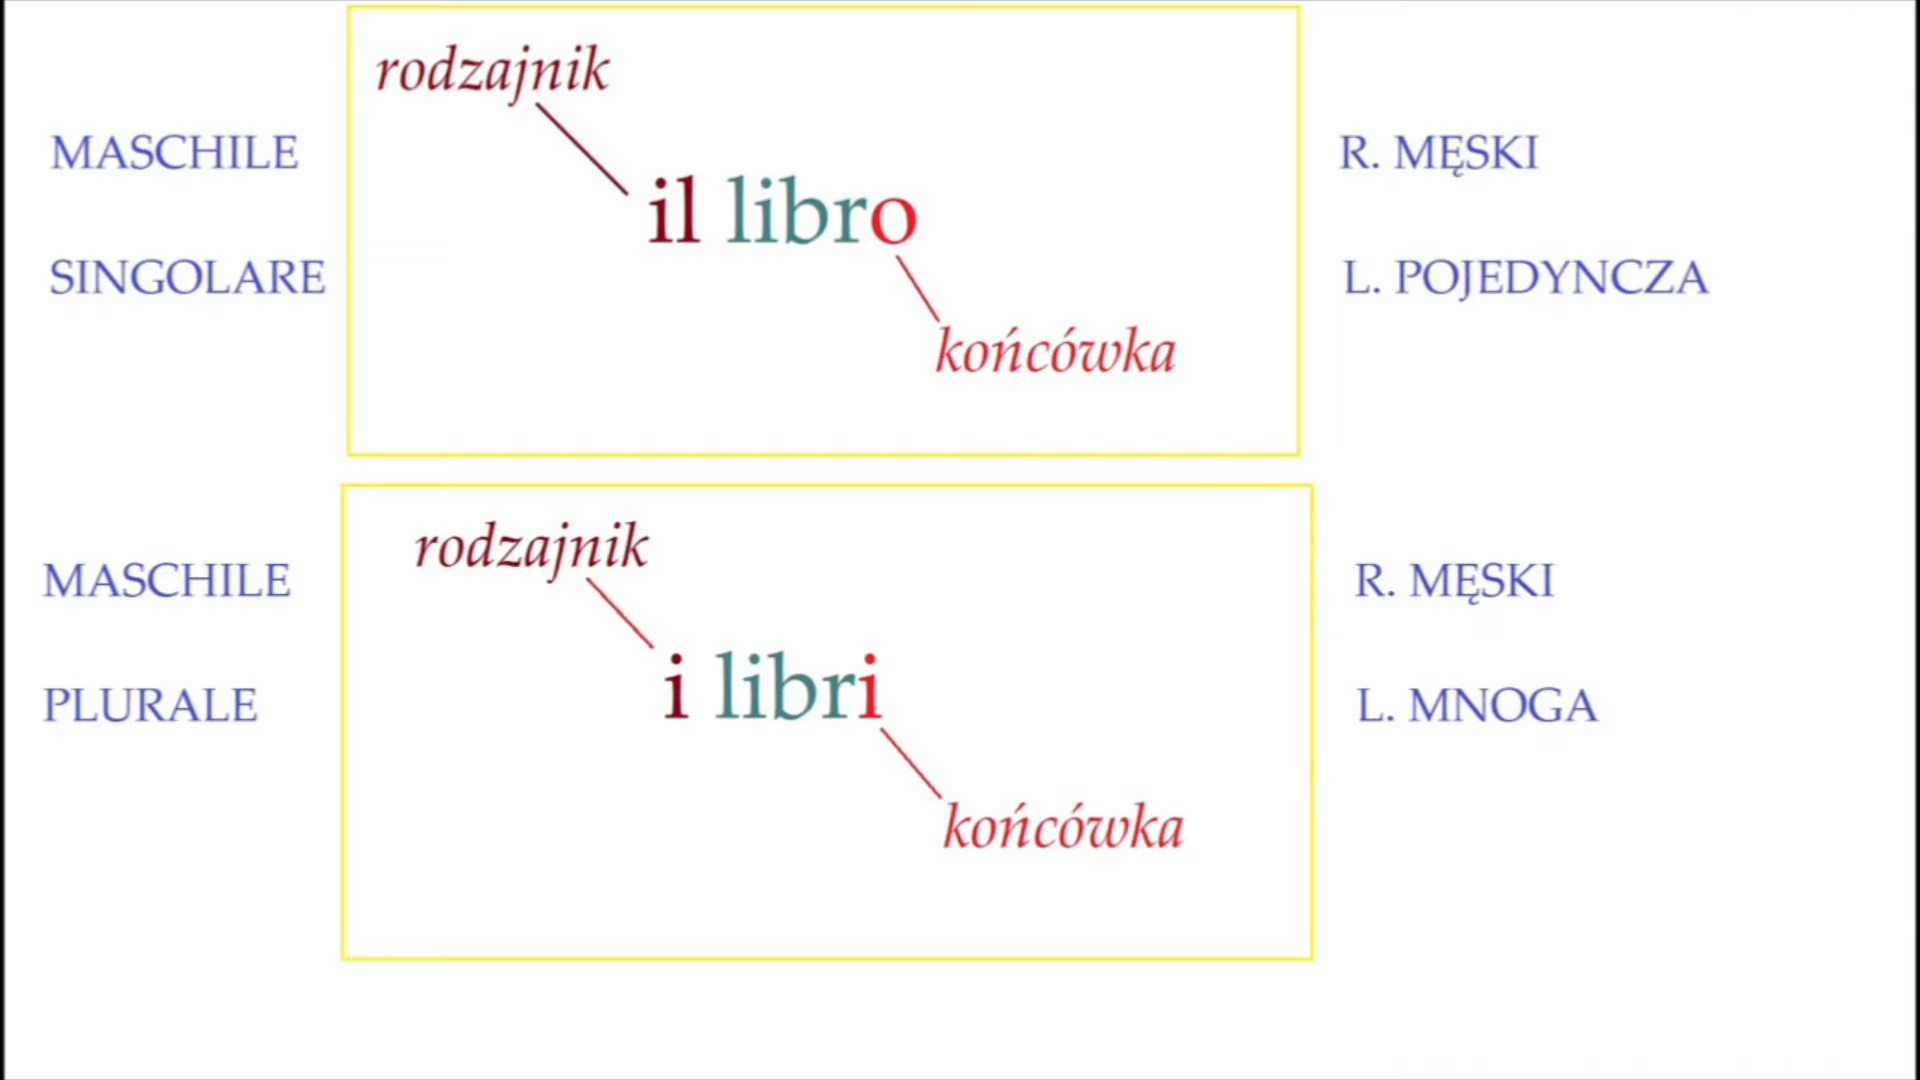 rodzajnik
MASCHILE
R. MĘSKI
il libro
SINGOLARE
L. POJEDYNCZA
końcówka
rodzajnik
MASCHILE
R. MĘSKI
i libri
PLURALE
L. MNOGA
końcówka